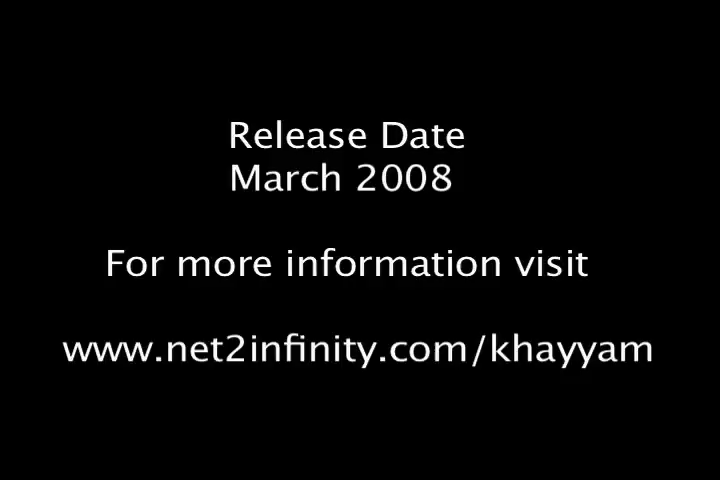 Release Date
March 2008
For more information visit
www.net2infinity.com/khayyam